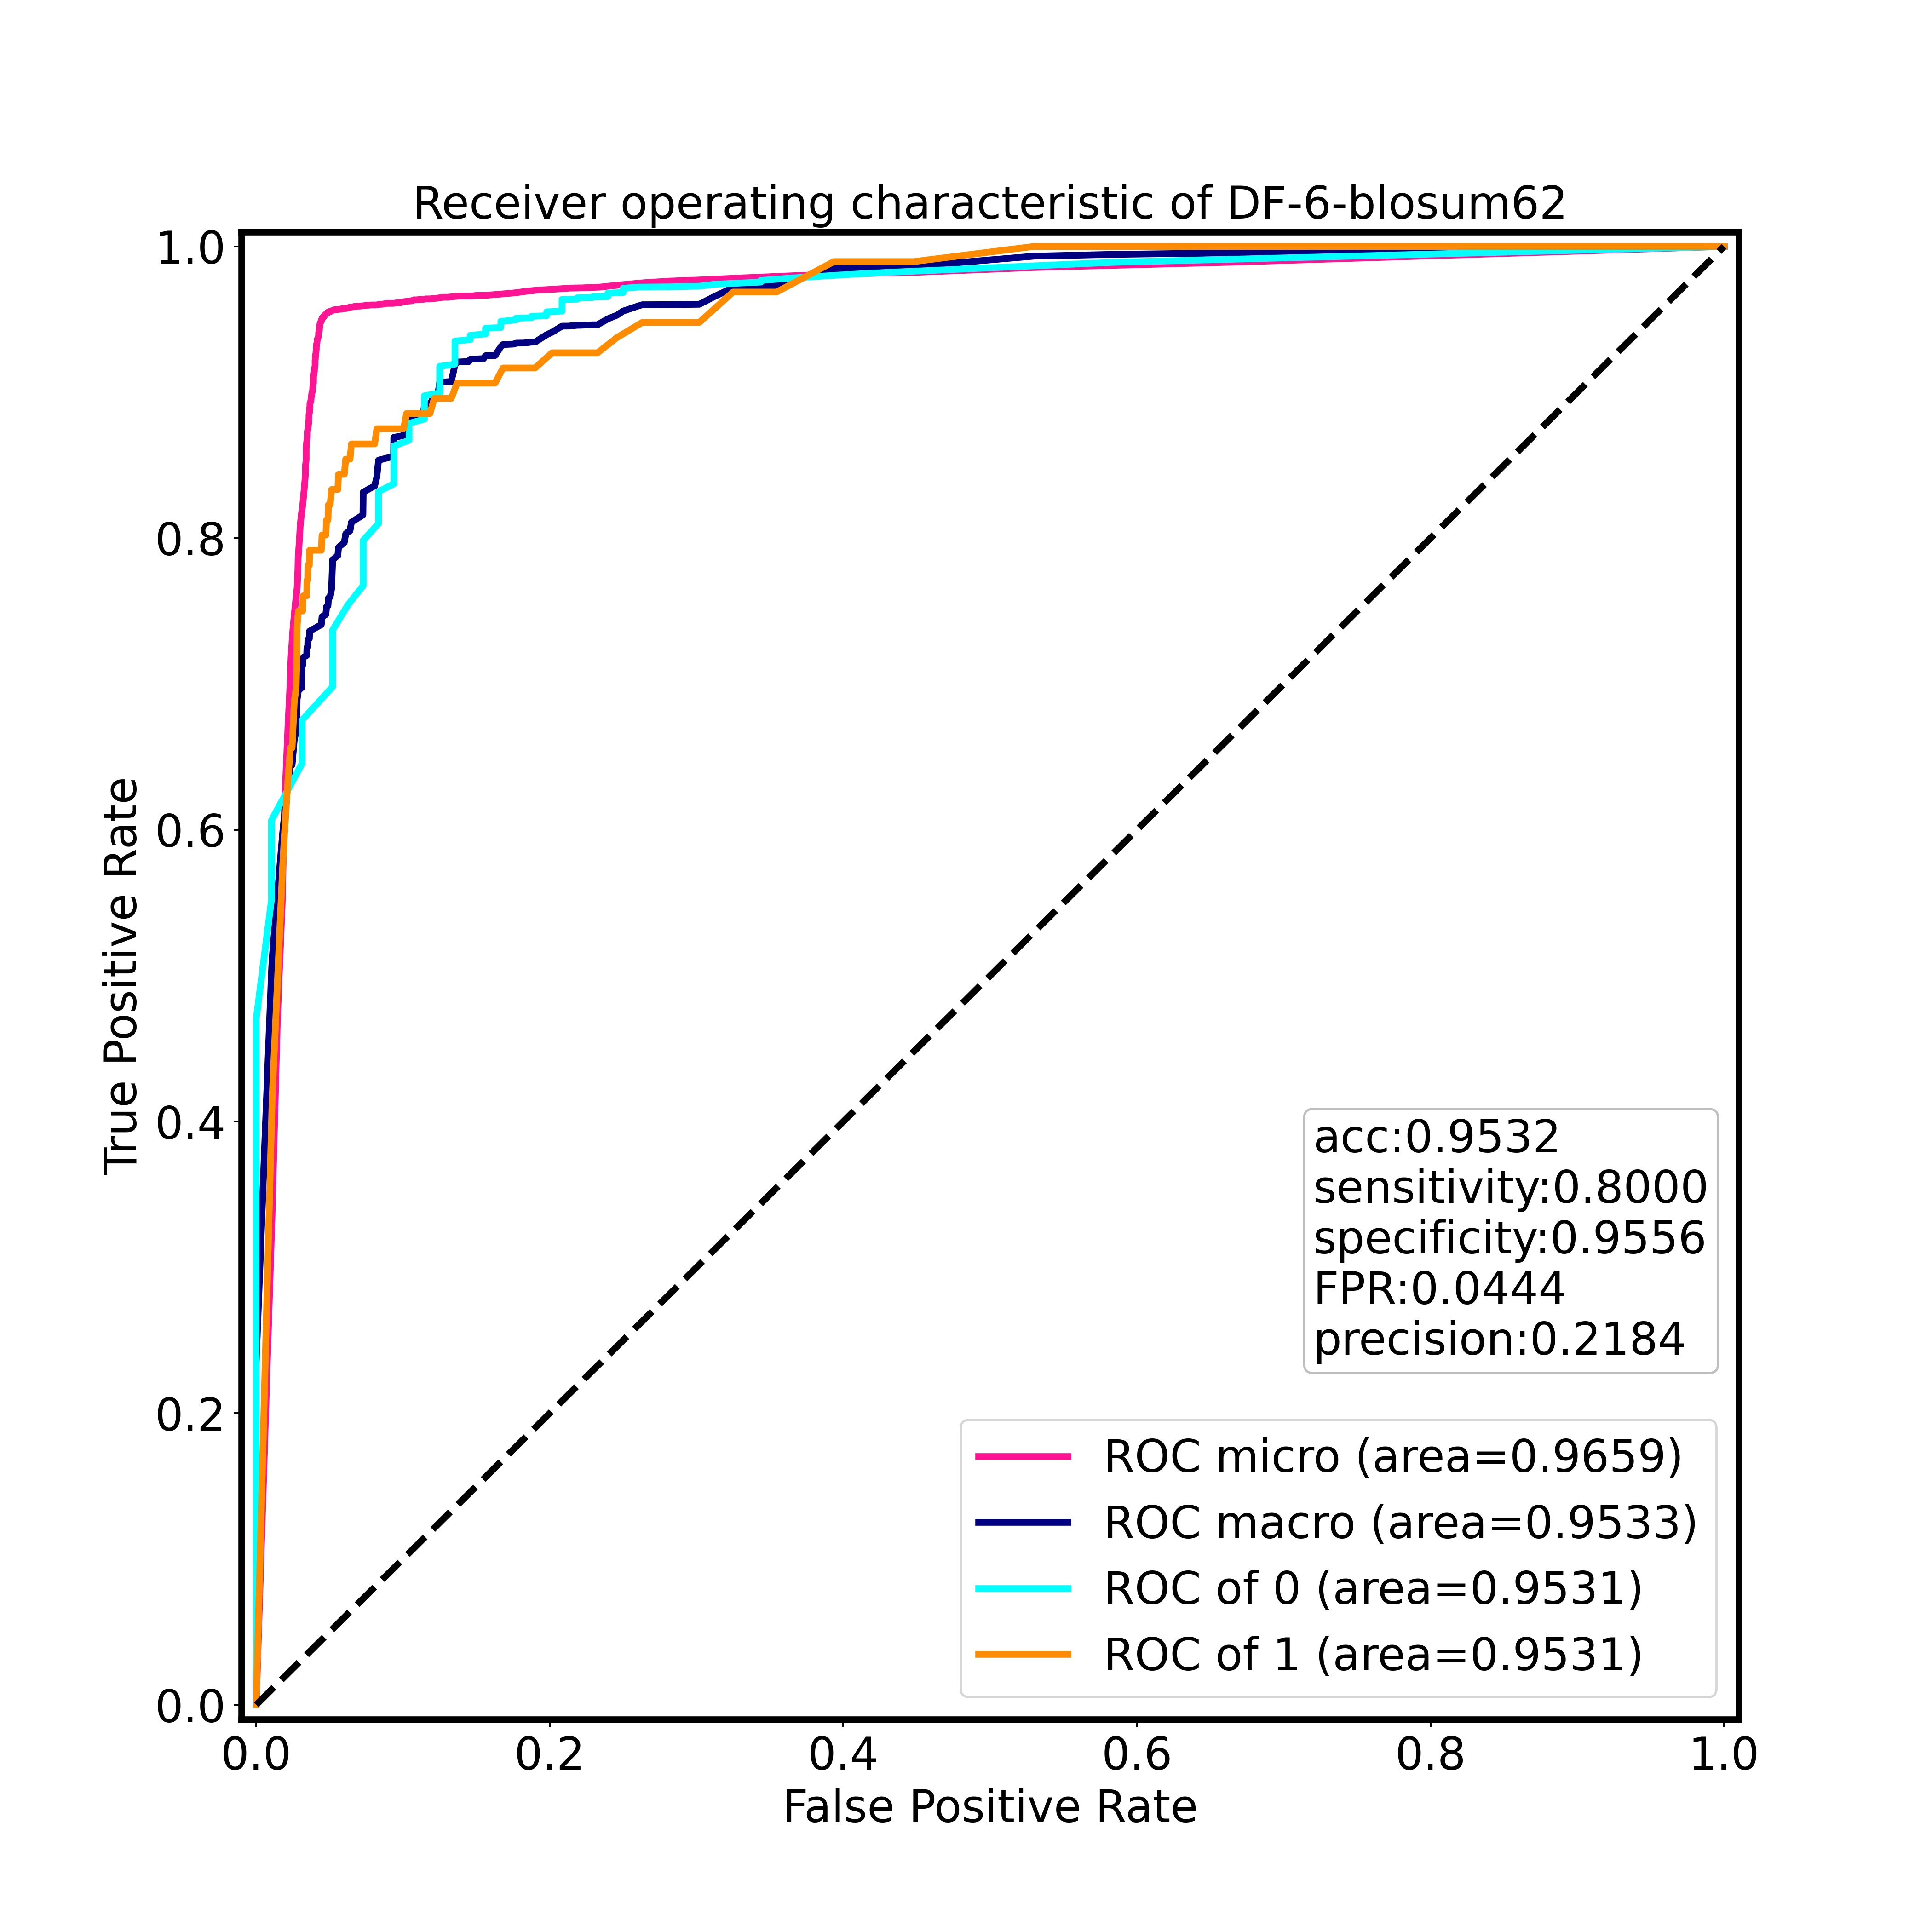 Receiver operating characteristic of DF-6-blosum62
1.0
0.8
0.6
0.4
0.2
0.0
True Positive Rate
acc:0.9532
sensitivity:0.8000
specificity:0.9556
FPR:0.0444
precision:0.2184
ROC micro (area=0.9659)
ROC macro (area=0.9533)
ROC of 0 (area=0.9531)
ROC of 1 (area=0.9531)
0.0 0.2 0.4 0.6 0.8 1.0
False Positive Rate